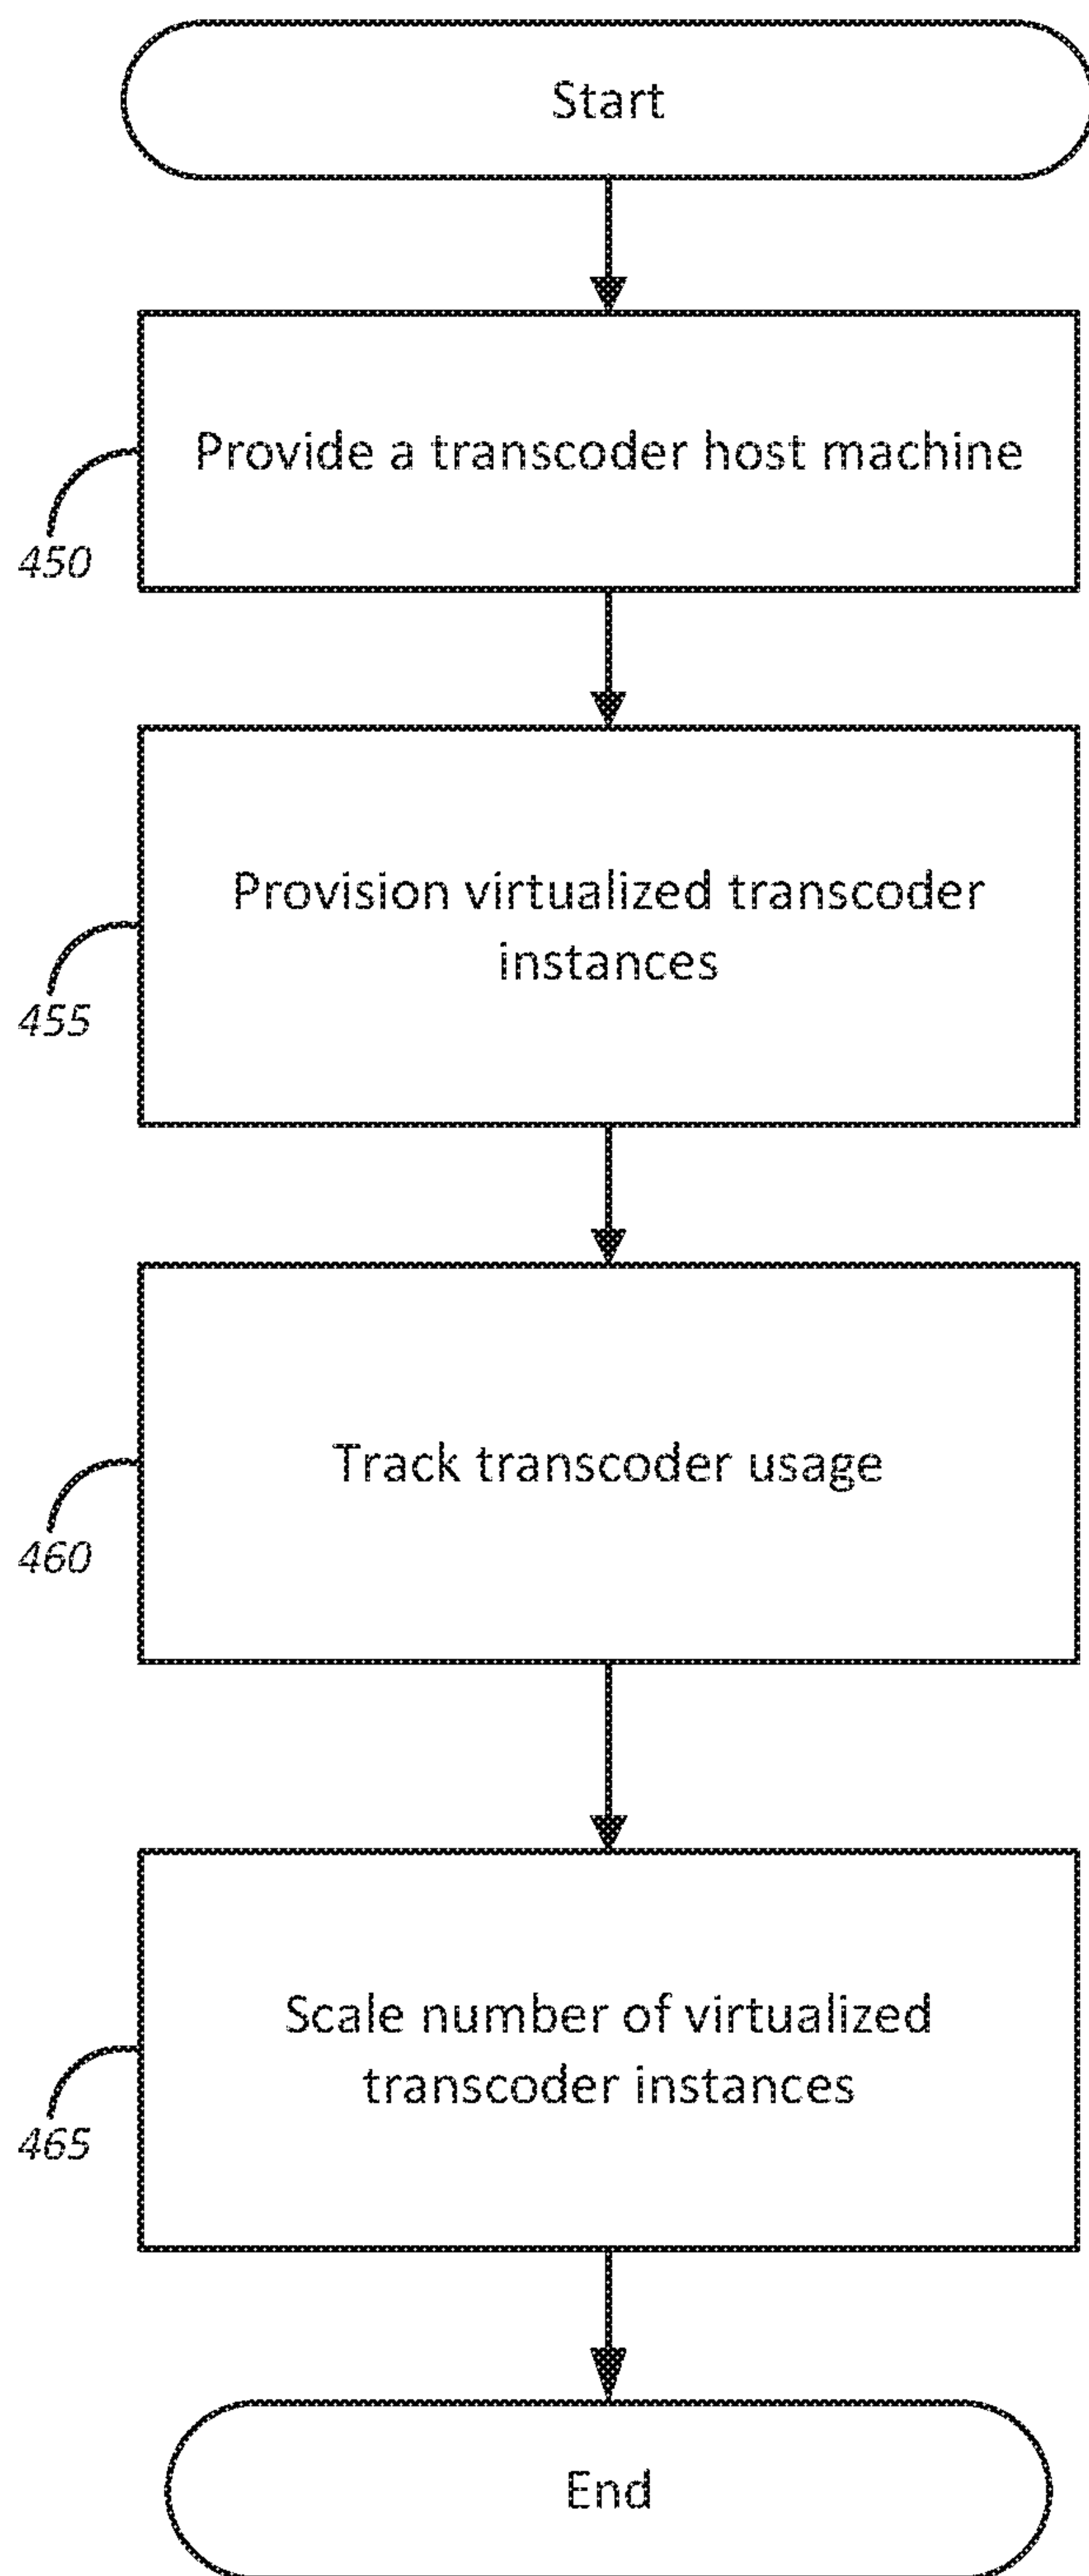 Start
Provide a transcoder host machine
450
Provision virtualized transcoder
instances
455
Track transcoder usage
460
Scale number of virtualized
transcoder instances
465
End